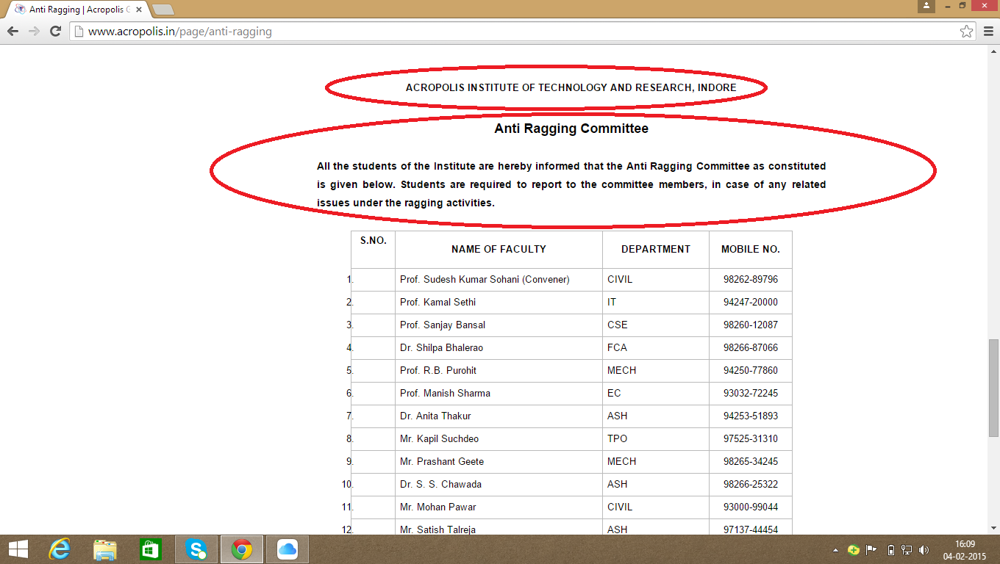 Anti Ragging | Acropolis G
www.acropolis.in/page/anti-ragging
ACROPOLIS INSTITUTE OF TECHNOLOGY AND RESEARCH, INDORE
Anti Ragging Committee
All the students of the Institute are hereby informed that the Anti Ragging Committee as constituted
is given below. Students are required to report to the committee members, in case of any related
issues under the ragging activities.
S.NO. NAME OF FACULTY DEPARTMENT MOBILE NO.
1. Prof. Sudesh Kumar Sohani (Convener) CIVIL 98262-89796
2. Prof. Kamal Sethi IT 94247-20000
3. Prof. Sanjay Bansal CSE 98260-12087
4. Dr. Shilpa Bhalerao FCA 98266-87066
5. Prof. R.B. Purohit MECH 94250-77860
6. Prof. Manish Sharma EC 93032-72245
7. Dr. Anita Thakur ASH 94253-51893
8. Mr. Kapil Suchdeo TPO 97525-31310
9. Mr. Prashant Geete MECH 98265-34245
10. Dr. S. S. Chawada ASH 98266-25322
11. Mr. Mohan Pawar CIVIL 93000-99044
12. Mr. Satish Talreja ASH 97137-44454
16:09
04-02-2015